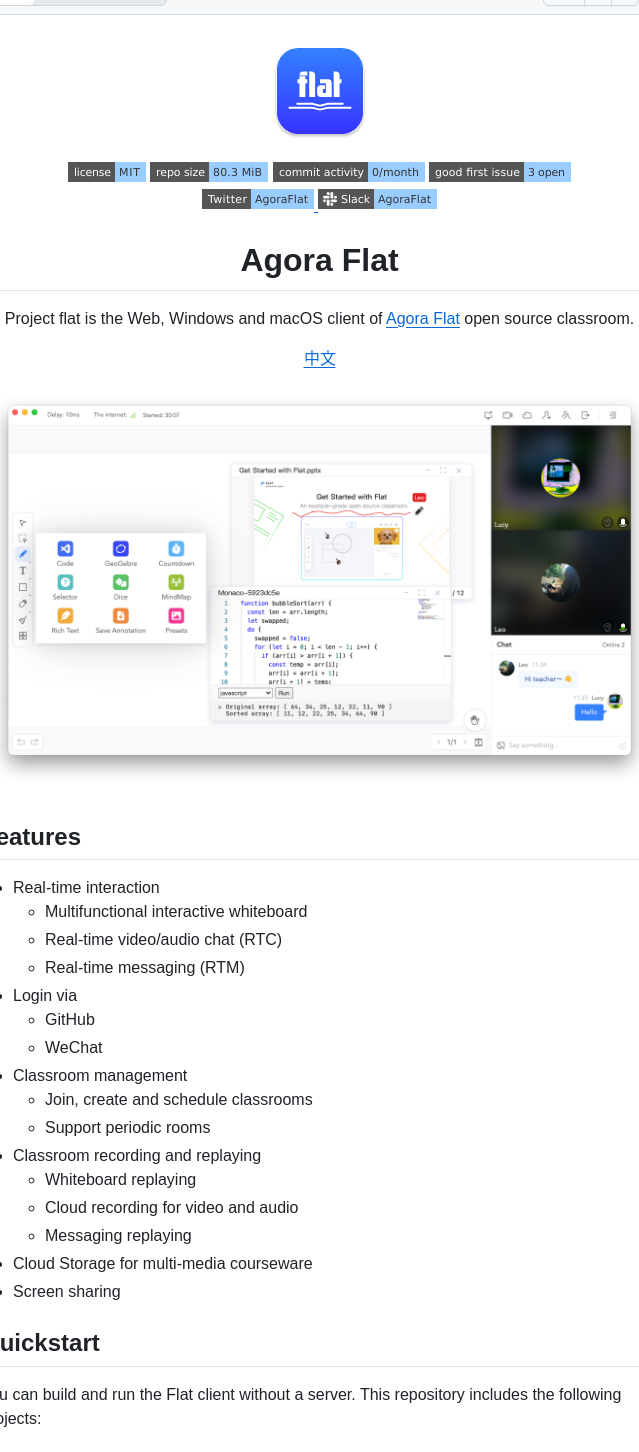 flat
license MIT repo size 80.3 MiB commit activity 0/month good first issue 3 open
Twitter AgoraFlat Slack AgoraFlat
Agora Flat
Project flat is the Web, Windows and macOS client of Agora Flat open source classroom.
中文
Delay: 10ms The internet: Started: 30:07
Get Started with Flat.pptx
FLAT
Get Started with Flat
Leo
An example-grade open source classroom
Lucy
Code GeoGebra Countdown
Selector Dice MindMap
Rich Text Save Annotation Presets
/ 12
Monaco-5923dc5e
1 function bubbleSort(arr) {
2 const len = arr.length;
3 let swapped;
4 do {
5 swapped = false;
6 for (let i = 0; i < len - 1; i++) {
7 if (arr[i] > arr[i + 1]) {
8 const temp = arr[i];
9 arr[i] = arr[i + 1];
10 arr[i + 1] = temp;
javascript Run
> Original array: [ 64, 34, 25, 12, 22, 11, 90 ]
Sorted array: [ 11, 12, 22, 25, 34, 64, 90 ]
1/1
Leo
Chat Online 2
Leo 11:34
Hi teacher~ 👋
11:35 Lucy
Hello
Say something...
eatures
Real-time interaction
Multifunctional interactive whiteboard
Real-time video/audio chat (RTC)
Real-time messaging (RTM)
Login via
GitHub
WeChat
Classroom management
Join, create and schedule classrooms
Support periodic rooms
Classroom recording and replaying
Whiteboard replaying
Cloud recording for video and audio
Messaging replaying
Cloud Storage for multi-media courseware
Screen sharing
uickstart
u can build and run the Flat client without a server. This repository includes the following
ojects: